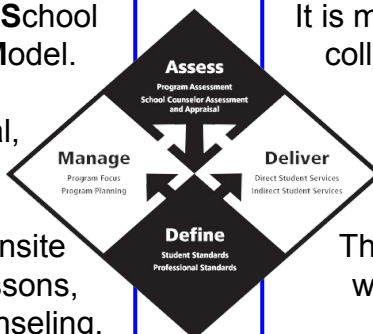 School
Model.
al,
nsite
ssons,
nseling.
Assess
Program Assessment
School Counselor Assessment
and Appraisal
Manage
Program Focus
Program Planning
Deliver
Direct Student Services
Indirect Student Services
Define
Student Standards
Professional Standards
It is m
coll
Th
w